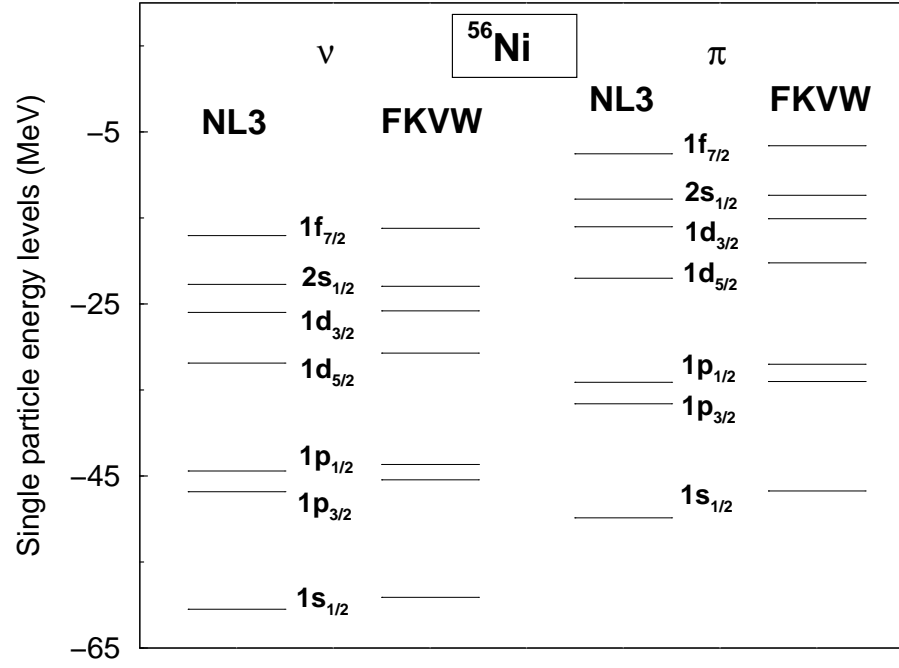 ⁵⁶Ni
ν
π
NL3
FKVW
NL3
FKVW
Single particle energy levels (MeV)
−5
−25
−45
−65
1f₇/₂
2s₁/₂
1d₃/₂
1d₅/₂
1p₁/₂
1p₃/₂
1s₁/₂
1f₇/₂
2s₁/₂
1d₃/₂
1d₅/₂
1p₁/₂
1p₃/₂
1s₁/₂